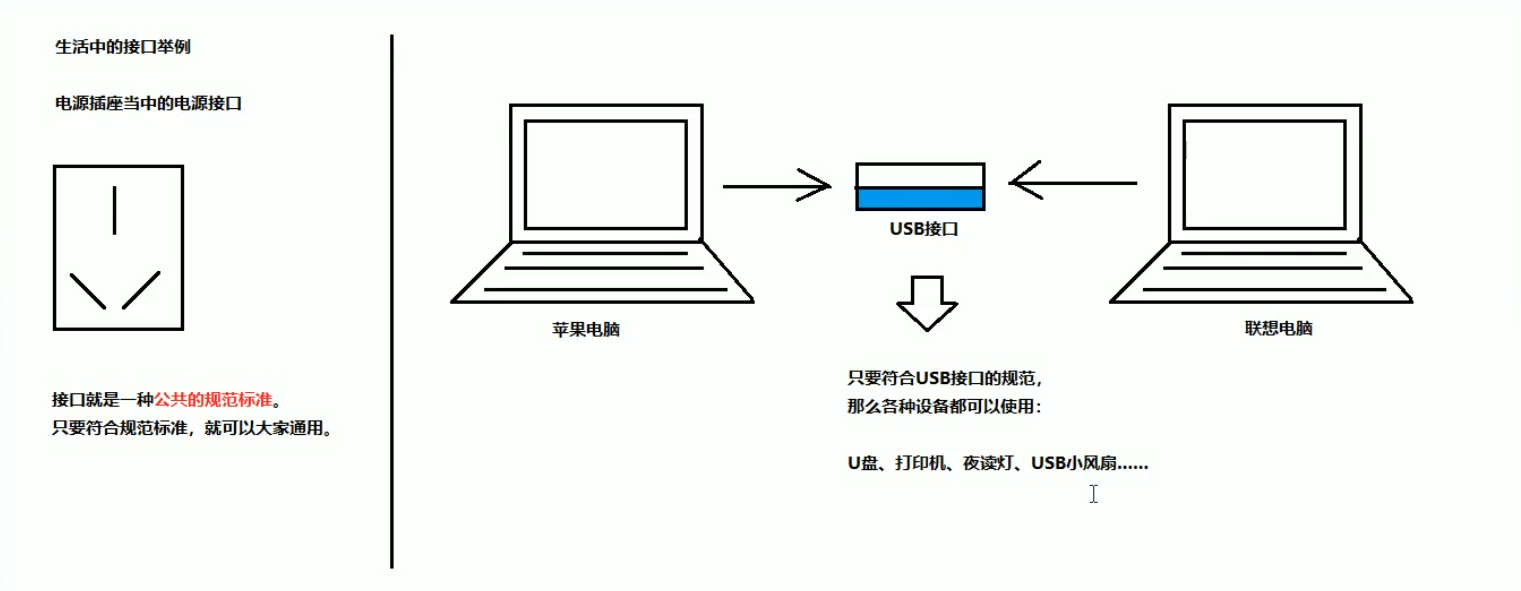 生活中的接口举例
电源插座当中的电源接口
接口就是一种公共的规范标准。
只要符合规范标准，就可以大家通用。
苹果电脑
USB接口
联想电脑
只要符合USB接口的规范，
那么各种设备都可以使用：
U盘、打印机、夜读灯、USB小风扇……